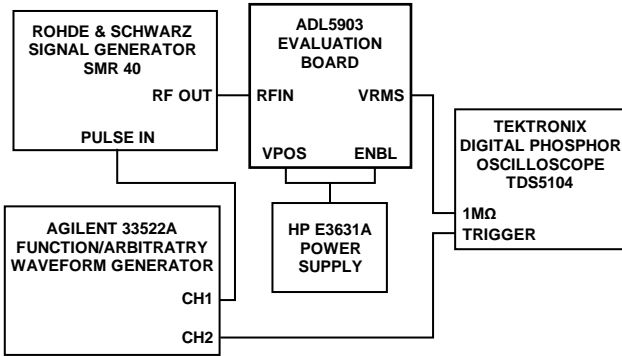 ROHDE & SCHWARZ
SIGNAL GENERATOR
SMR 40
RF OUT
PULSE IN
ADL5903
EVALUATION
BOARD
RFIN
VRMS
VPOS
ENBL
TEKTRONIX
DIGITAL PHOSPHOR
OSCILLOSCOPE
TDS5104
1MΩ
TRIGGER
AGILENT 33522A
FUNCTION/ARBITRATRY
WAVEFORM GENERATOR
CH1
CH2
HP E3631A
POWER
SUPPLY